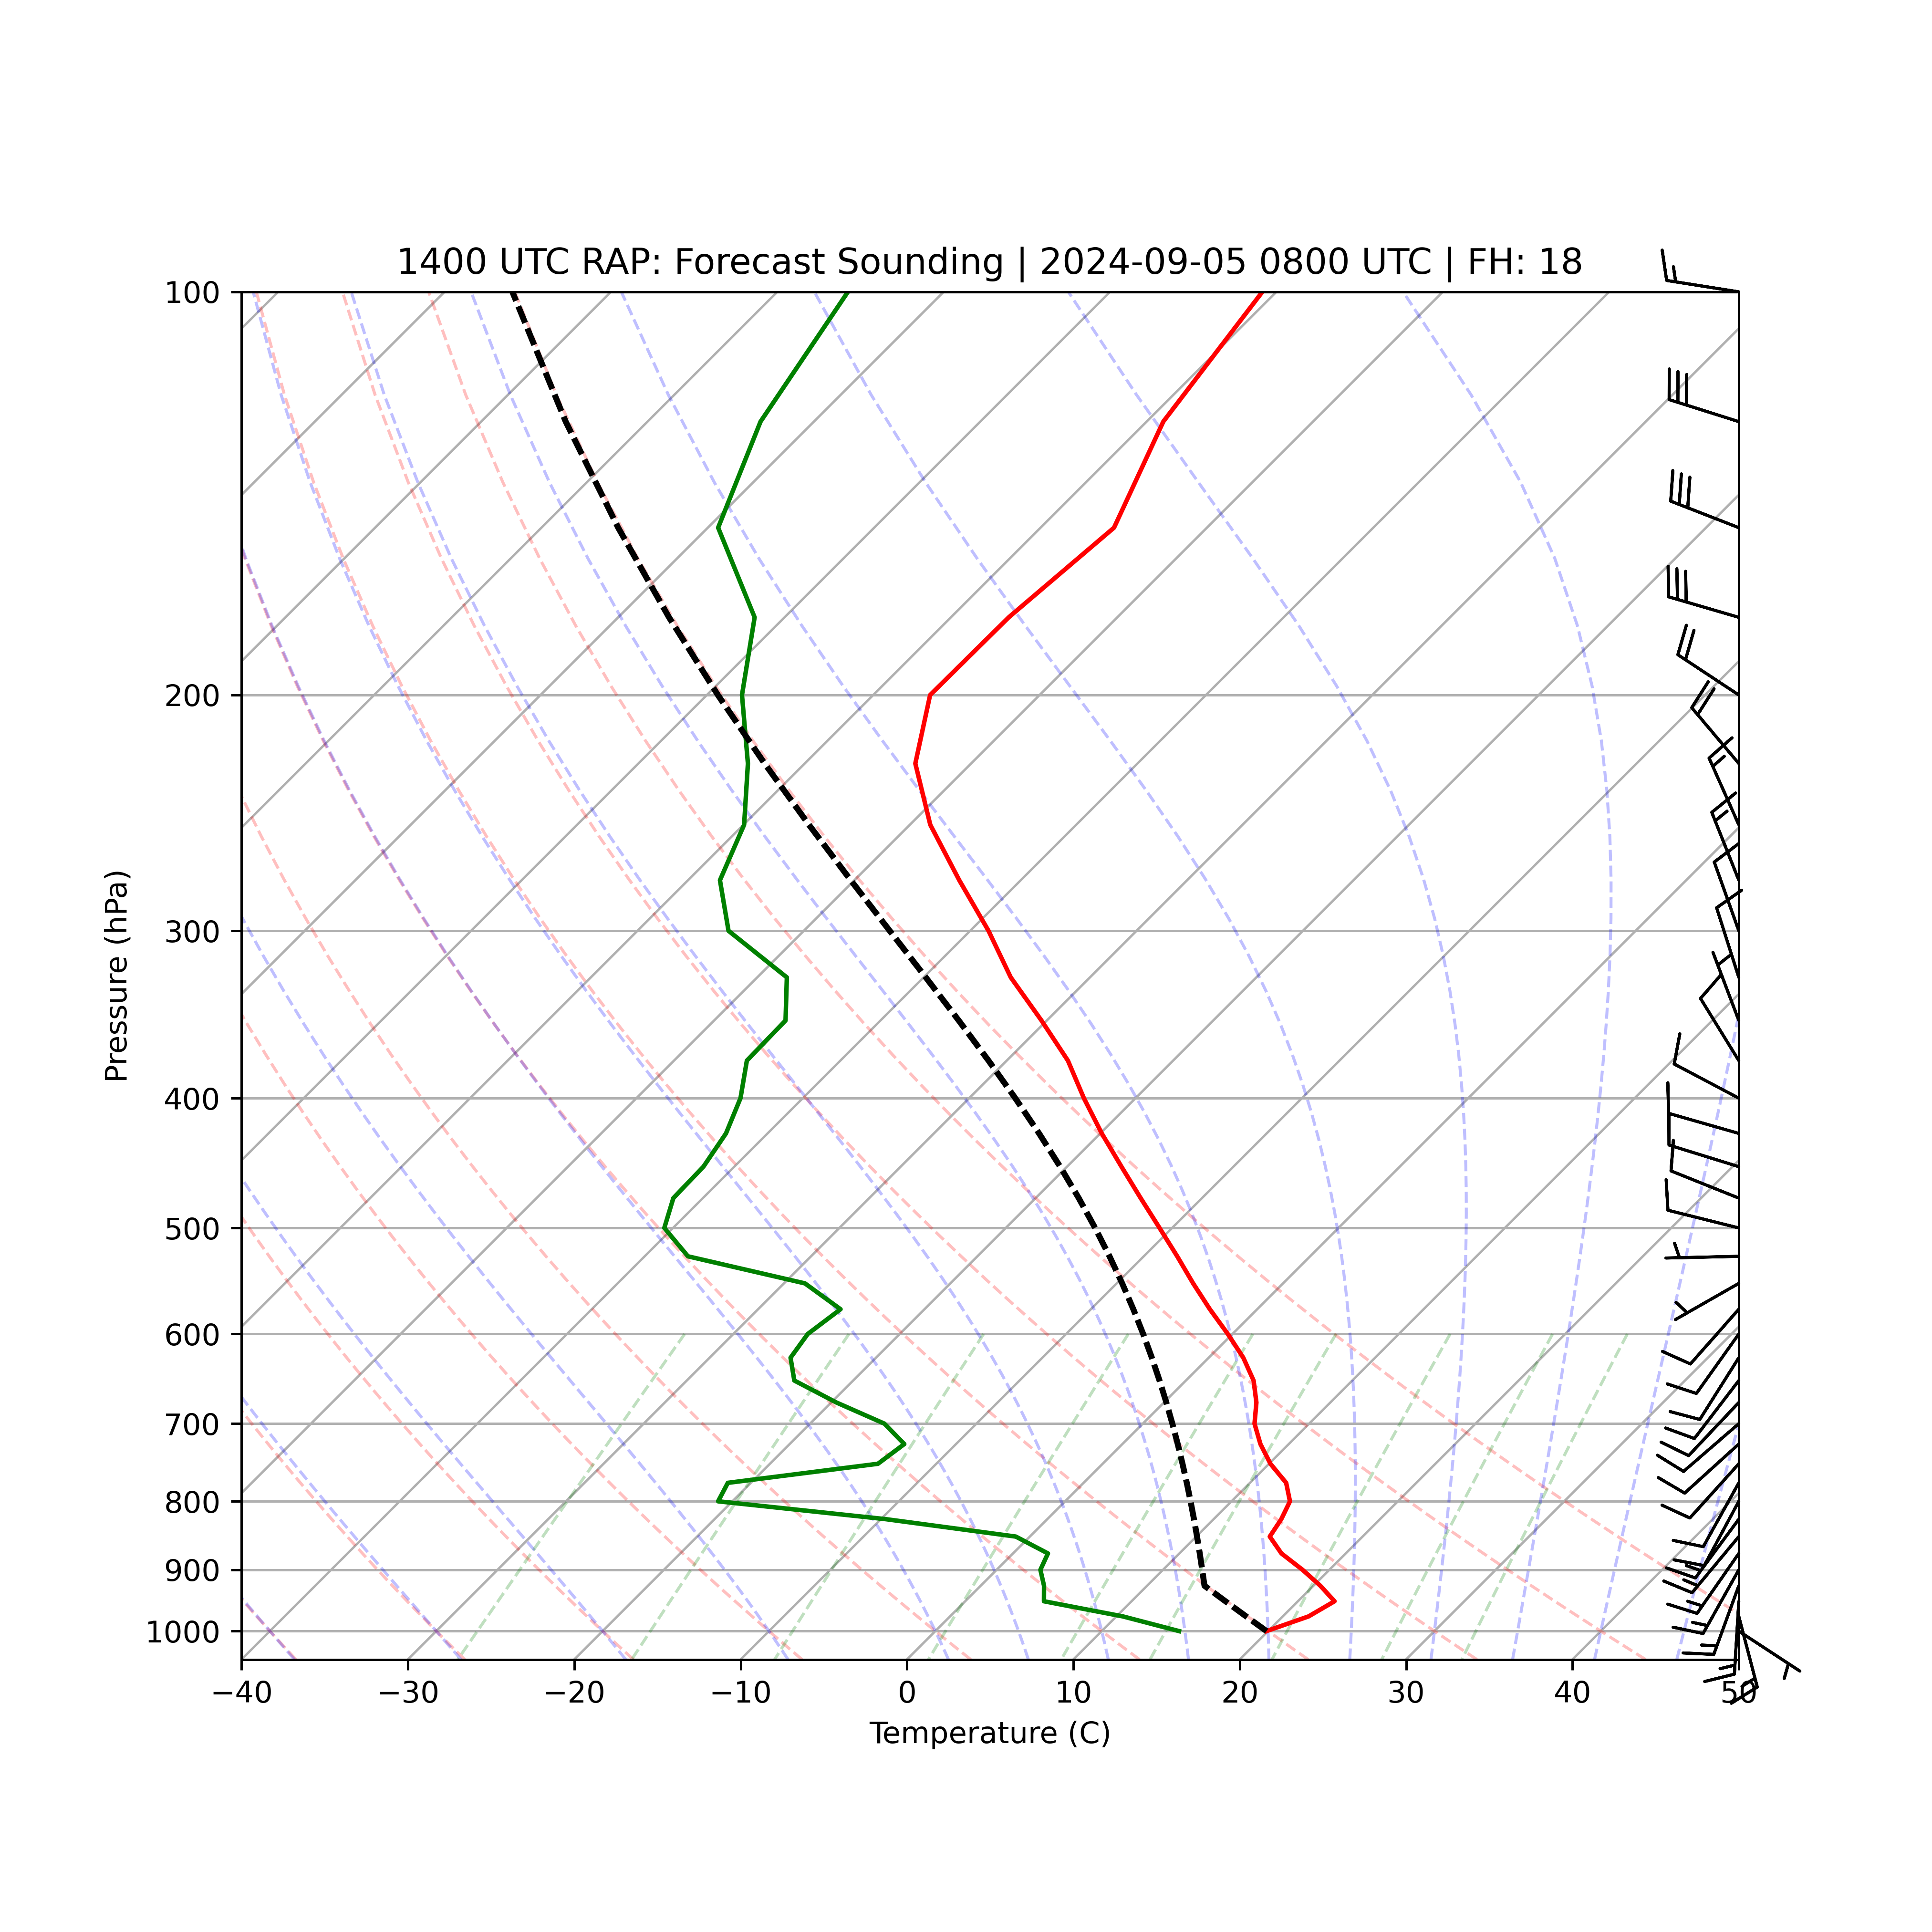 1400 UTC RAP: Forecast Sounding | 2024-09-05 0800 UTC | FH: 18
100
200
300
400
500
600
700
800
900
1000
Pressure (hPa)
−40 −30 −20 −10 0 10 20 30 40 50
Temperature (C)